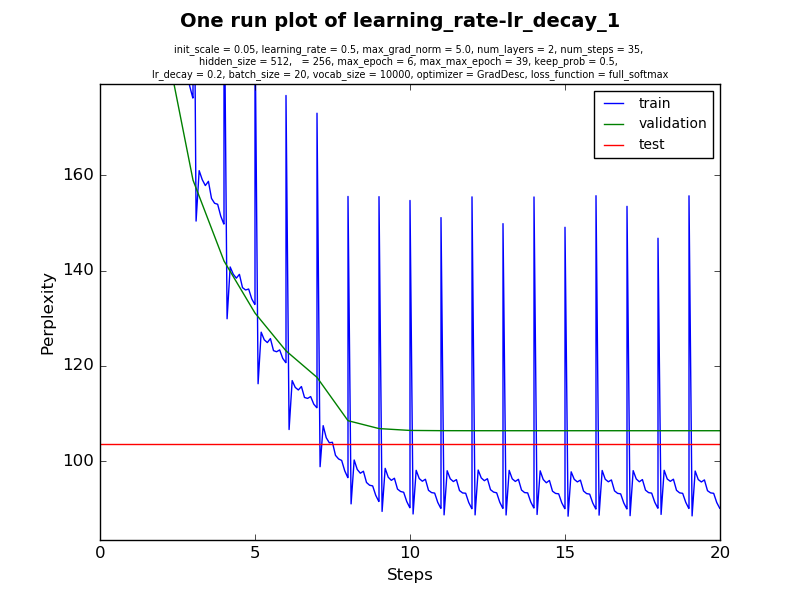 One run plot of learning_rate-lr_decay_1
init_scale = 0.05, learning_rate = 0.5, max_grad_norm = 5.0, num_layers = 2, num_steps = 35,
hidden_size = 512,   = 256, max_epoch = 6, max_max_epoch = 39, keep_prob = 0.5,
lr_decay = 0.2, batch_size = 20, vocab_size = 10000, optimizer = GradDesc, loss_function = full_softmax
train
validation
test
160
140
120
100
Perplexity
0 5 10 15 20
Steps